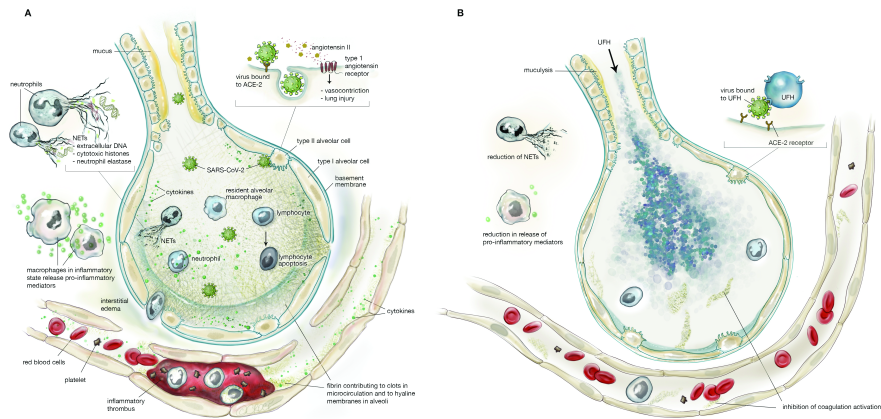 A
mucus
neutrophils
NETs
- extracellular DNA
- cytotoxic histones
- neutrophil elastase
angiotensin II
virus bound
to ACE-2
type 1
angiotensin
receptor
- vasocontriction
- lung injury
type II alveolar cell
type I alveolar cell
SARS-CoV-2
basement
membrane
cytokines
resident alveolar
macrophage
lymphocyte
NETs
neutrophil
lymphocyte
apoptosis
macrophages in inflammatory
state release pro-inflammatory
mediators
interstitial
edema
cytokines
red blood cells
platelet
inflammatory
thrombus
fibrin contributing to clots in
microcirculation and to hyaline
membranes in alveoli
B
UFH
mucolysis
virus bound
to UFH
UFH
ACE-2 receptor
reduction of NETs
reduction in release of
pro-inflammatory mediators
inhibition of coagulation activation